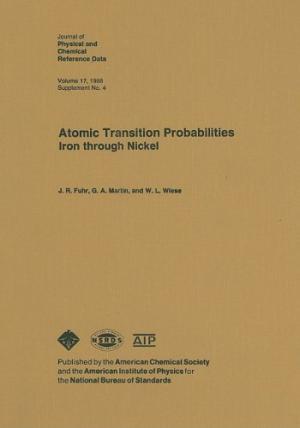 Journal of
Physical and
Chemical
Reference Data
Volume 17, 1988
Supplement No. 4
Atomic Transition Probabilities
Iron through Nickel
J. R. Fuhr, G. A. Martin, and W. L. Wiese
NSRDS
AIP
Published by the American Chemical Society
and the American Institute of Physics for
the National Bureau of Standards